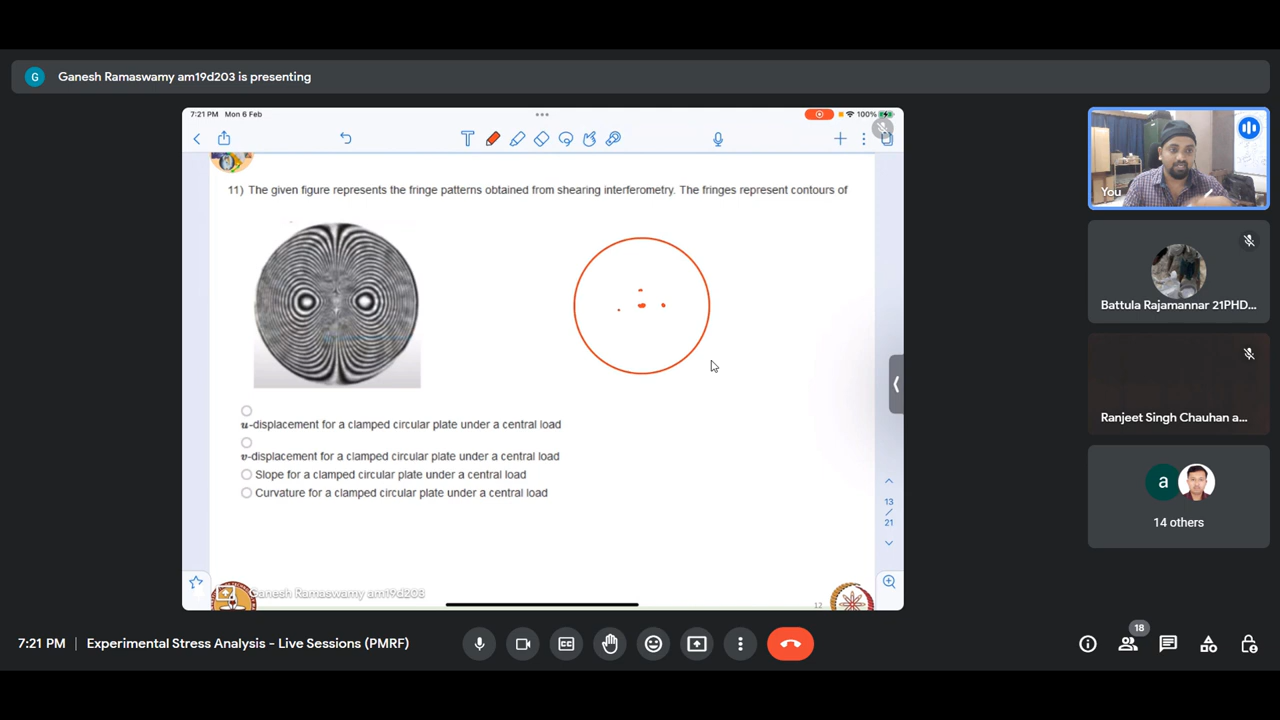 G Ganesh Ramaswamy am19d203 is presenting
7:21 PM Mon 6 Feb
100%
T
11) The given figure represents the fringe patterns obtained from shearing interferometry. The fringes represent contours of
u-displacement for a clamped circular plate under a central load
v-displacement for a clamped circular plate under a central load
Slope for a clamped circular plate under a central load
Curvature for a clamped circular plate under a central load
13
/
21
Ganesh Ramaswamy am19d203
12
You
Battula Rajamannar 21PHD...
Ranjeet Singh Chauhan a...
a
14 others
7:21 PM | Experimental Stress Analysis - Live Sessions (PMRF)
CC
18